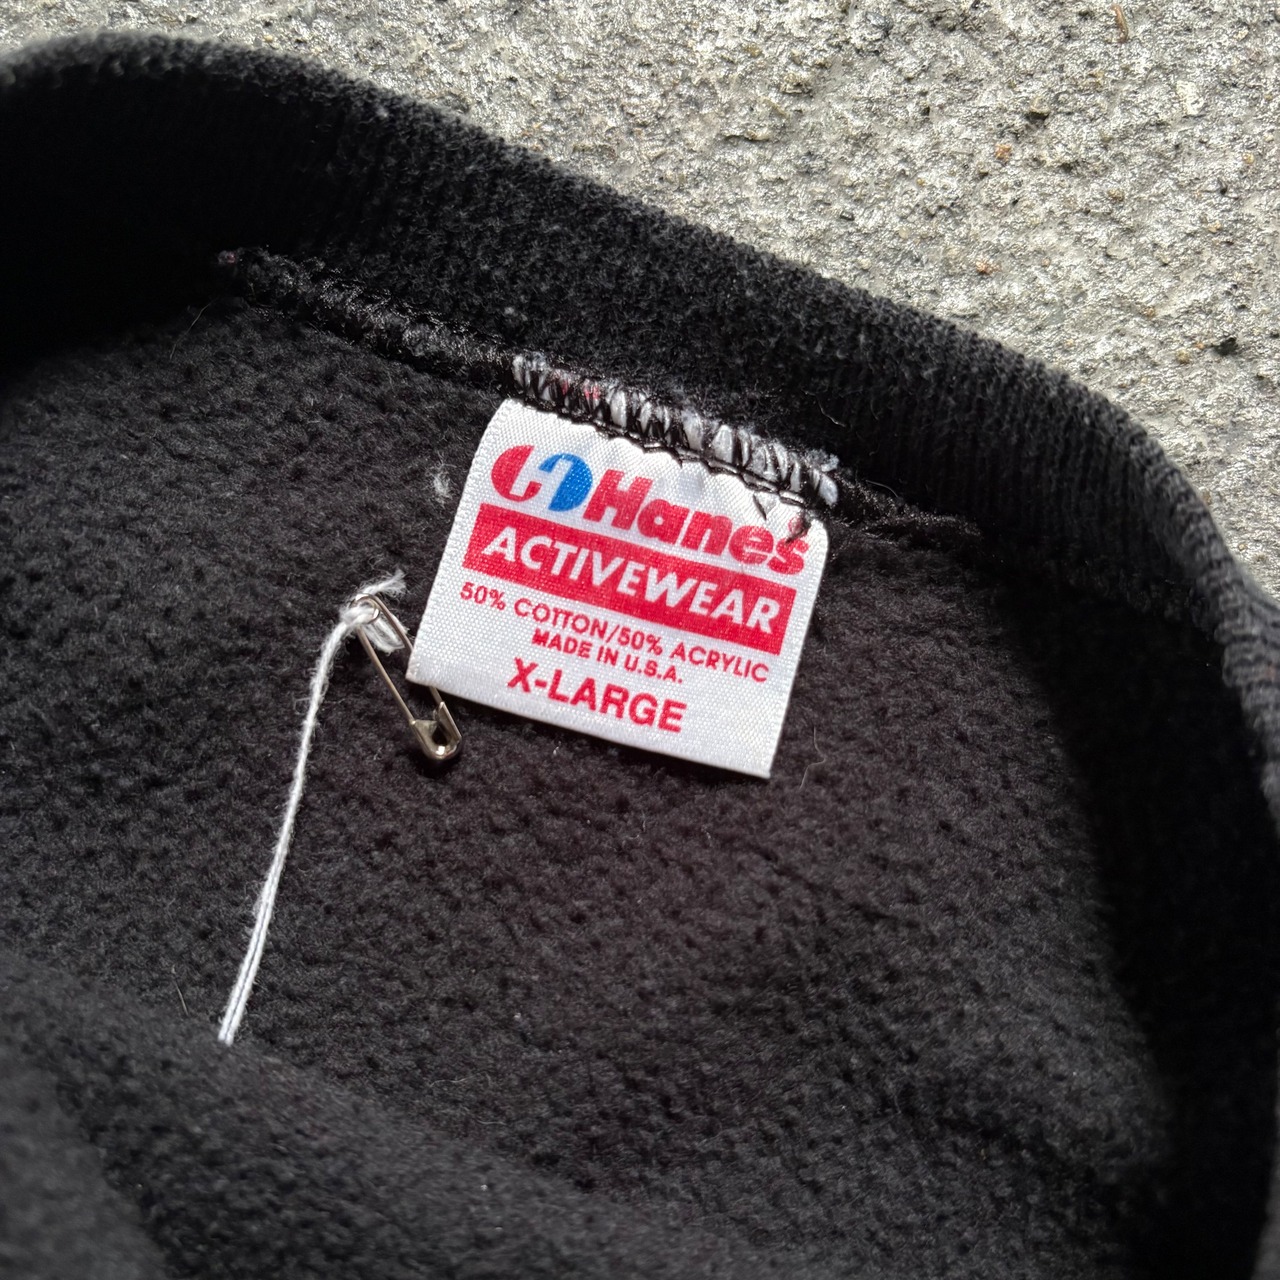 Hanes
ACTIVEWEAR
50% COTTON/50% ACRYLIC
MADE IN U.S.A.
X-LARGE